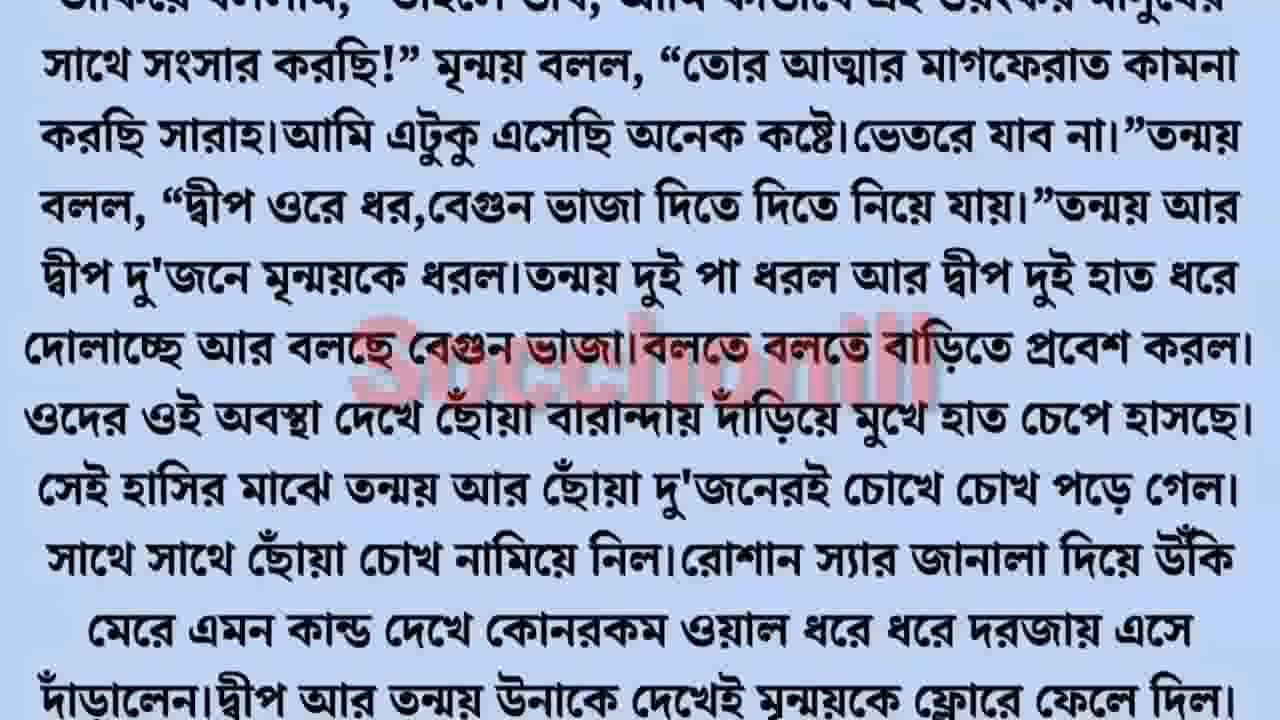 সাথে সংসার করছি!” মৃন্ময় বলল, “তোর আত্মার মাগফেরাত কামনা
করছি সারাহ।আমি এটুকু এসেছি অনেক কষ্টে।ভেতরে যাব না।”তন্ময়
বলল, “দ্বীপ ওরে ধর,বেগুন ভাজা দিতে দিতে নিয়ে যায়।”তন্ময় আর
দ্বীপ দু'জনে মৃন্ময়কে ধরল।তন্ময় দুই পা ধরল আর দ্বীপ দুই হাত ধরে
দোলাচ্ছে আর বলছে বেগুন ভাজা।বলতে বলতে বাড়িতে প্রবেশ করল।
Socchonill
ওদের ওই অবস্থা দেখে ছোঁয়া বারান্দায় দাঁড়িয়ে মুখে হাত চেপে হাসছে।
সেই হাসির মাঝে তন্ময় আর ছোঁয়া দু'জনেরই চোখে চোখ পড়ে গেল।
সাথে সাথে ছোঁয়া চোখ নামিয়ে নিল।রোশান স্যার জানালা দিয়ে উঁকি
মেরে এমন কান্ড দেখে কোনরকম ওয়াল ধরে ধরে দরজায় এসে
দাঁড়ালেন।দ্বীপ আর তন্ময় উনাকে দেখেই মৃন্ময়কে ফ্লোরে ফেলে দিল।